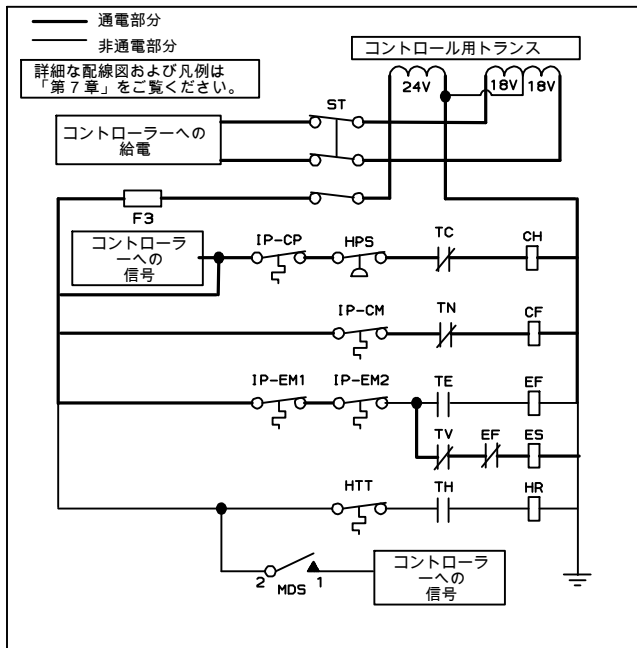 通電部分
非通電部分
詳細な配線図および凡例は
「第7章」をご覧ください。
コントロール用トランス
24V
18V
18V
ST
コントローラーへの
給電
F3
コントローラ
ーへの
信号
IP-CP
HPS
TC
CH
IP-CM
TN
CF
IP-EM1
IP-EM2
TE
EF
TV
EF
ES
HTT
TH
HR
2
MDS
1
コントローラ
ーへの
信号